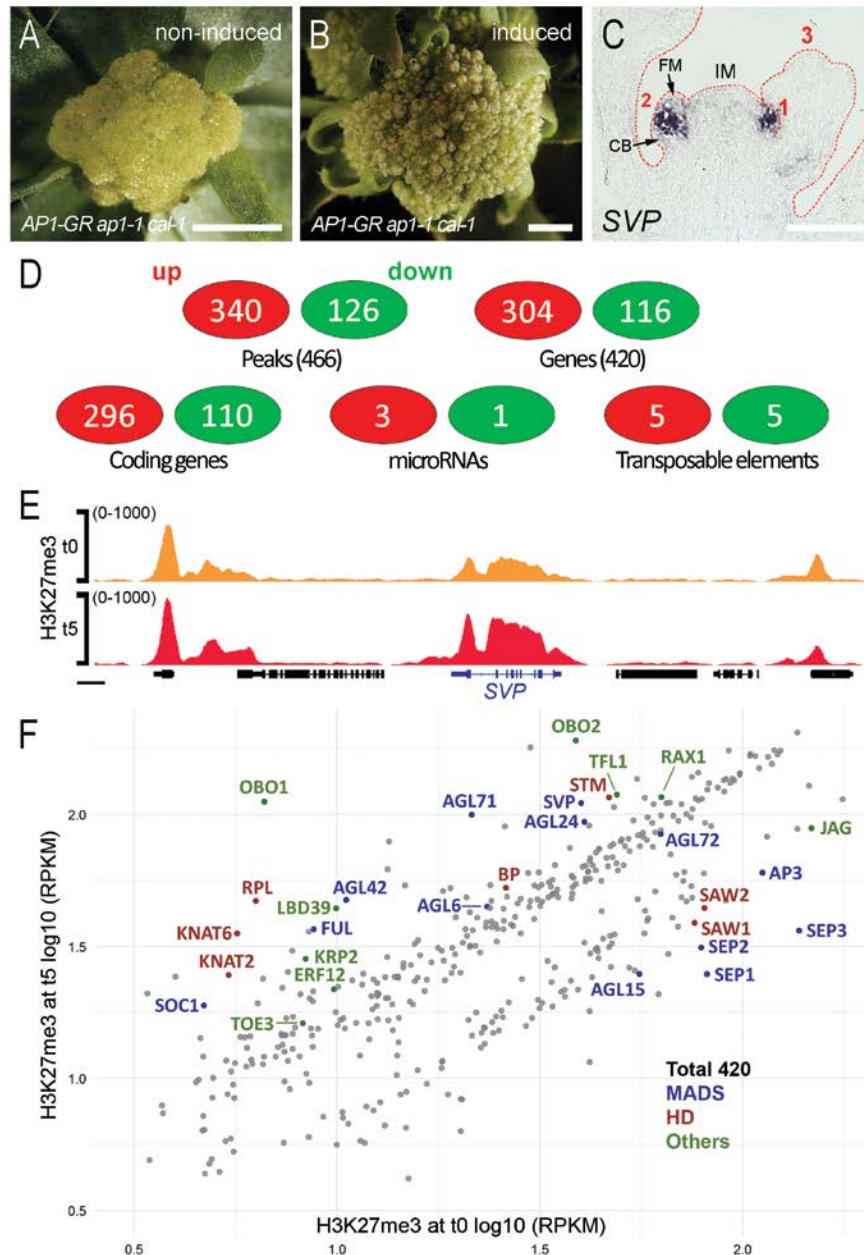 A
non-induced
AP1-GR ap1-1 cal-1
B
induced
AP1-GR ap1-1 cal-1
C
3
FM
IM
2
1
CB
SVP
D
up
down
340
126
304
116
Peaks (466)
Genes (420)
296
110
3
1
5
5
Coding genes
microRNAs
Transposable elements
E
(0-1000)
t0
H3K27me3
(0-1000)
t5
SVP
F
OBO2
TFL1
RAX1
OBO1
STM
AGL71
SVP
AGL24
JAG
AGL72
AP3
BP
RPL
AGL42
SAW2
LBD39
AGL6
SAW1
SEP3
KNAT6
FUL
SEP2
KRP2
KNAT2
ERF12
SEP1
AGL15
SOC1
TOE3
Total 420
MADS
HD
Others
H3K27me3 at t5 log10 (RPKM)
2.0
1.5
1.0
0.5
H3K27me3 at t0 log10 (RPKM)
0.5
1.0
1.5
2.0